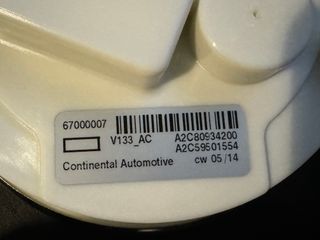 67000007
V133_AC A2C80934200
A2C59501554
Continental Automotive cw 05/14